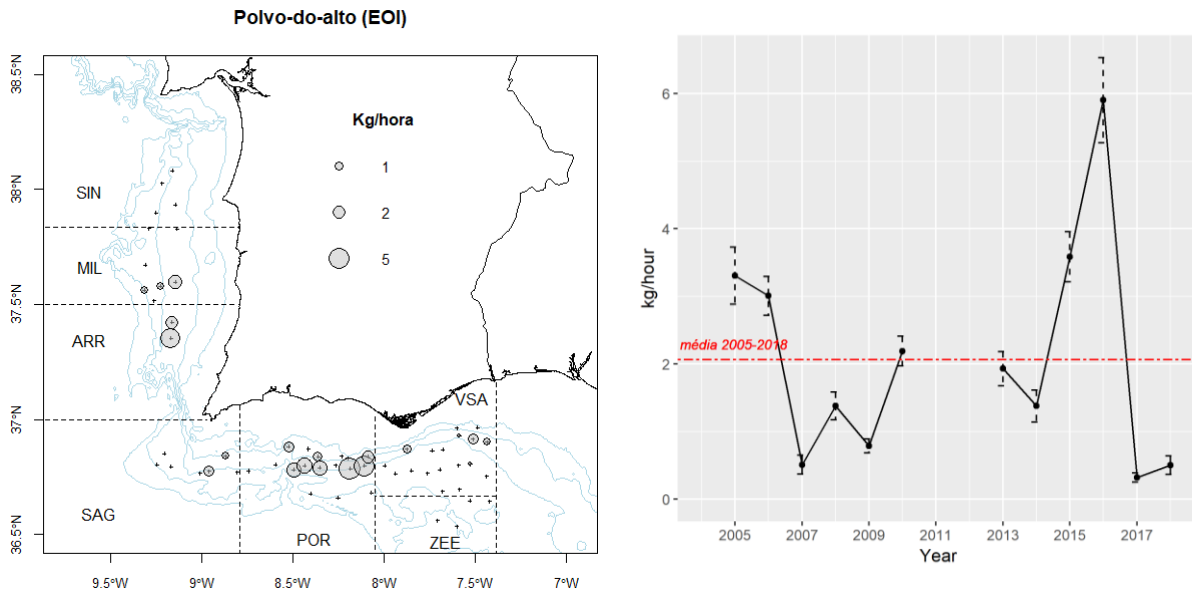 Polvo-do-alto (EOI)
38.5°N
38°N
37.5°N
37°N
36.5°N
SIN
MIL
ARR
SAG
POR
ZEE
VSA
Kg/hora
1
2
5
9.5°W
9°W
8.5°W
8°W
7.5°W
7°W
kg/hour
6
4
2
0
média 2005-2018
2005
2007
2009
2011
2013
2015
2017
Year